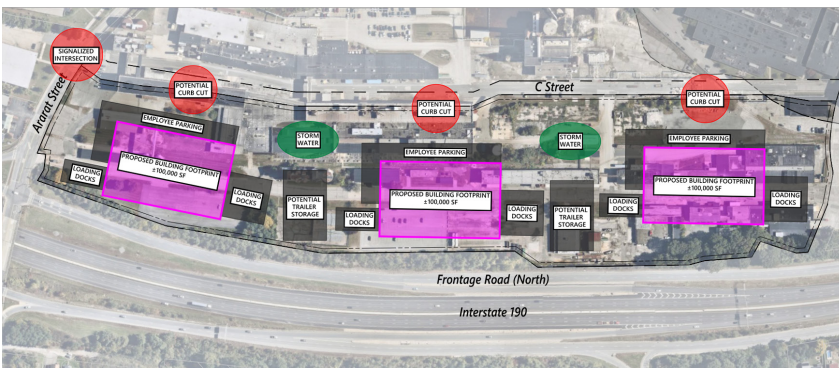 SIGNALIZED
INTERSECTION
Ararat Street
POTENTIAL
CURB CUT
POTENTIAL
CURB CUT
C Street
POTENTIAL
CURB CUT
EMPLOYEE PARKING
STORM
WATER
EMPLOYEE PARKING
STORM
WATER
EMPLOYEE PARKING
LOADING
DOCKS
PROPOSED BUILDING FOOTPRINT
±100,000 SF
LOADING
DOCKS
POTENTIAL
TRAILER
STORAGE
LOADING
DOCKS
PROPOSED BUILDING FOOTPRINT
±100,000 SF
LOADING
DOCKS
POTENTIAL
TRAILER
STORAGE
LOADING
DOCKS
PROPOSED BUILDING FOOTPRINT
±100,000 SF
LOADING
DOCKS
Frontage Road (North)
Interstate 190